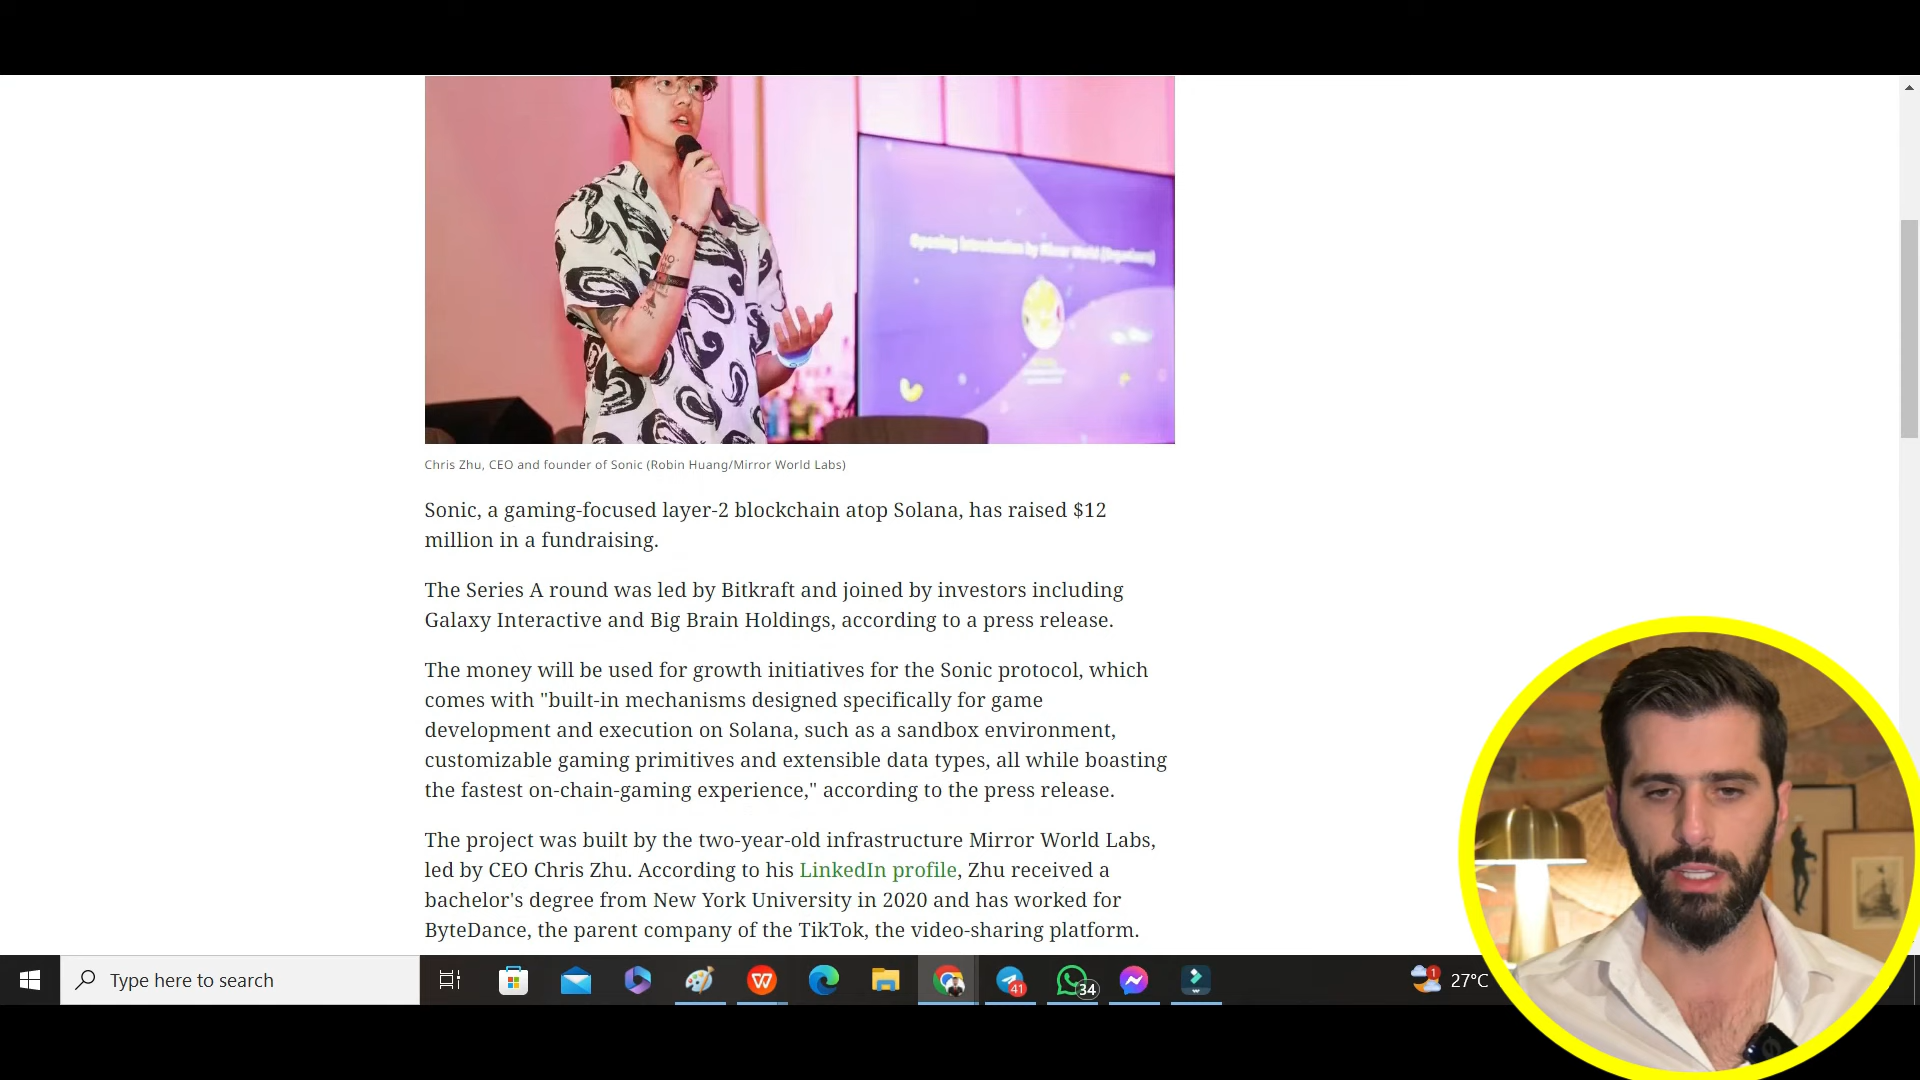 Opening Introduction by Mirror World (Organizers)
Chris Zhu, CEO and founder of Sonic (Robin Huang/Mirror World Labs)
Sonic, a gaming-focused layer-2 blockchain atop Solana, has raised $12
million in a fundraising.
The Series A round was led by Bitkraft and joined by investors including
Galaxy Interactive and Big Brain Holdings, according to a press release.
The money will be used for growth initiatives for the Sonic protocol, which
comes with "built-in mechanisms designed specifically for game
development and execution on Solana, such as a sandbox environment,
customizable gaming primitives and extensible data types, all while boasting
the fastest on-chain-gaming experience," according to the press release.
The project was built by the two-year-old infrastructure Mirror World Labs,
led by CEO Chris Zhu. According to his LinkedIn profile, Zhu received a
bachelor's degree from New York University in 2020 and has worked for
ByteDance, the parent company of the TikTok, the video-sharing platform.
Type here to search
41
34
1
27°C